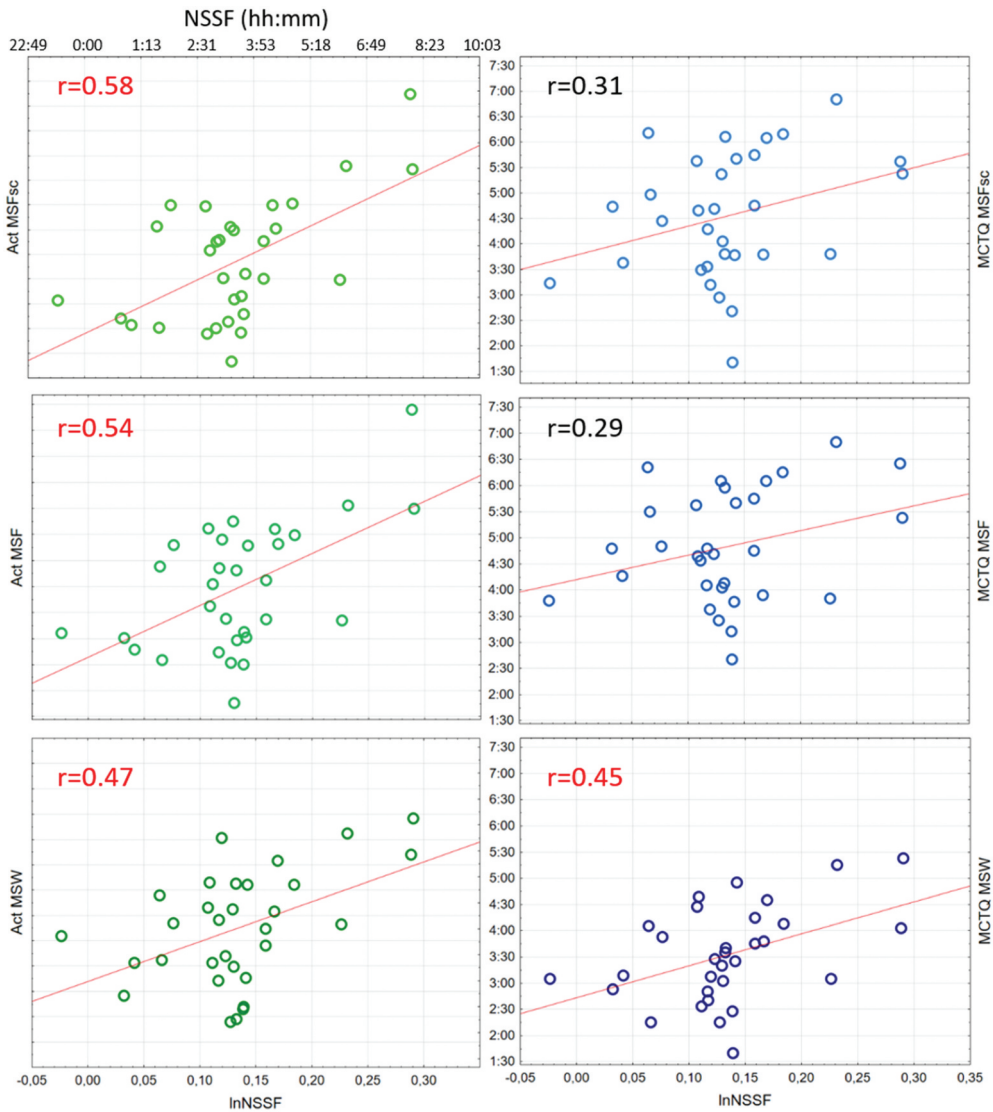 NSSF (hh:mm)
22:49 0:00 1:13 2:31 3:53 5:18 6:49 8:23 10:03
r=0.58
Act MSFsc
r=0.31
7:30
7:00
6:30
6:00
5:30
5:00
4:30
4:00
3:30
3:00
2:30
2:00
1:30
MCTQ MSFsc
r=0.54
Act MSF
r=0.29
7:30
7:00
6:30
6:00
5:30
5:00
4:30
4:00
3:30
3:00
2:30
2:00
1:30
MCTQ MSF
r=0.47
Act MSW
r=0.45
7:30
7:00
6:30
6:00
5:30
5:00
4:30
4:00
3:30
3:00
2:30
2:00
1:30
MCTQ MSW
-0,05 0,00 0,05 0,10 0,15 0,20 0,25 0,30
lnNSSF
-0,05 0,00 0,05 0,10 0,15 0,20 0,25 0,30 0,35
lnNSSF